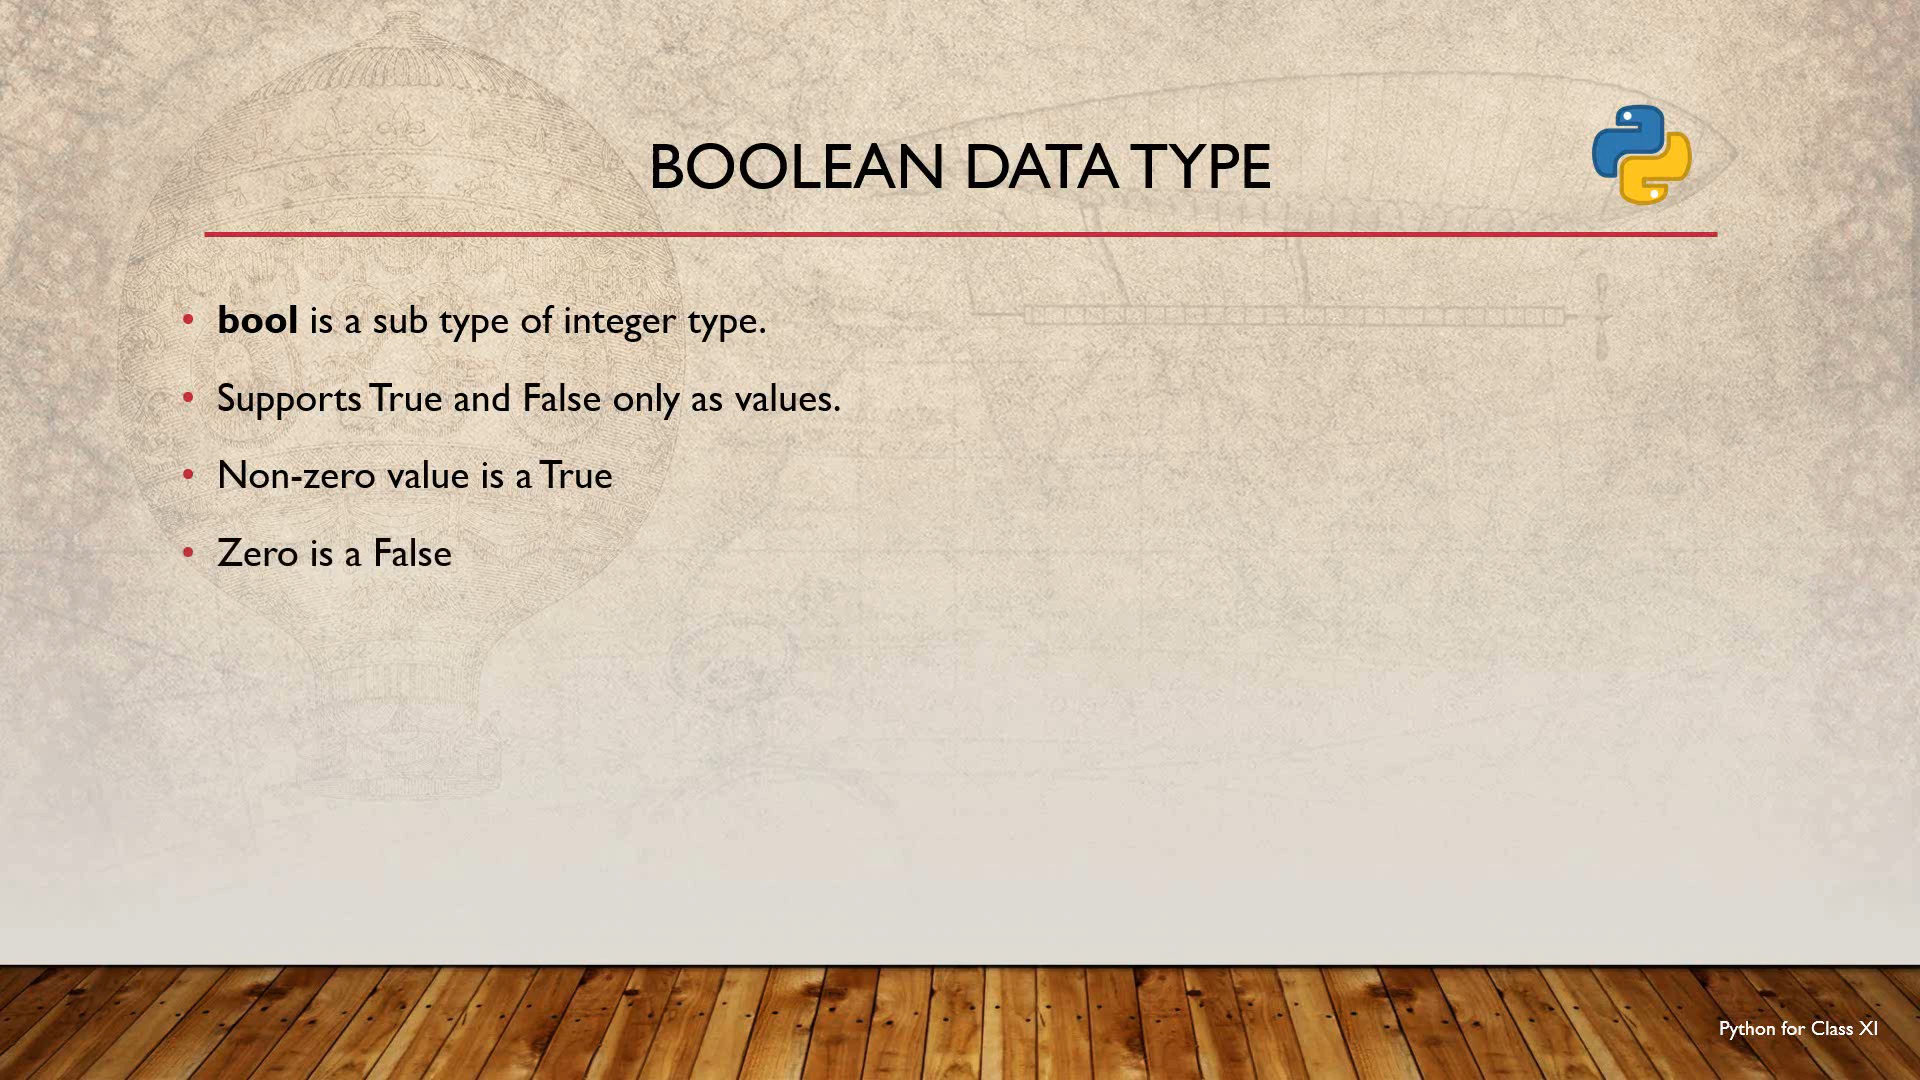 BOOLEAN DATA TYPE
• bool is a sub type of integer type.
• Supports True and False only as values.
• Non-zero value is a True
• Zero is a False
Python for Class XI